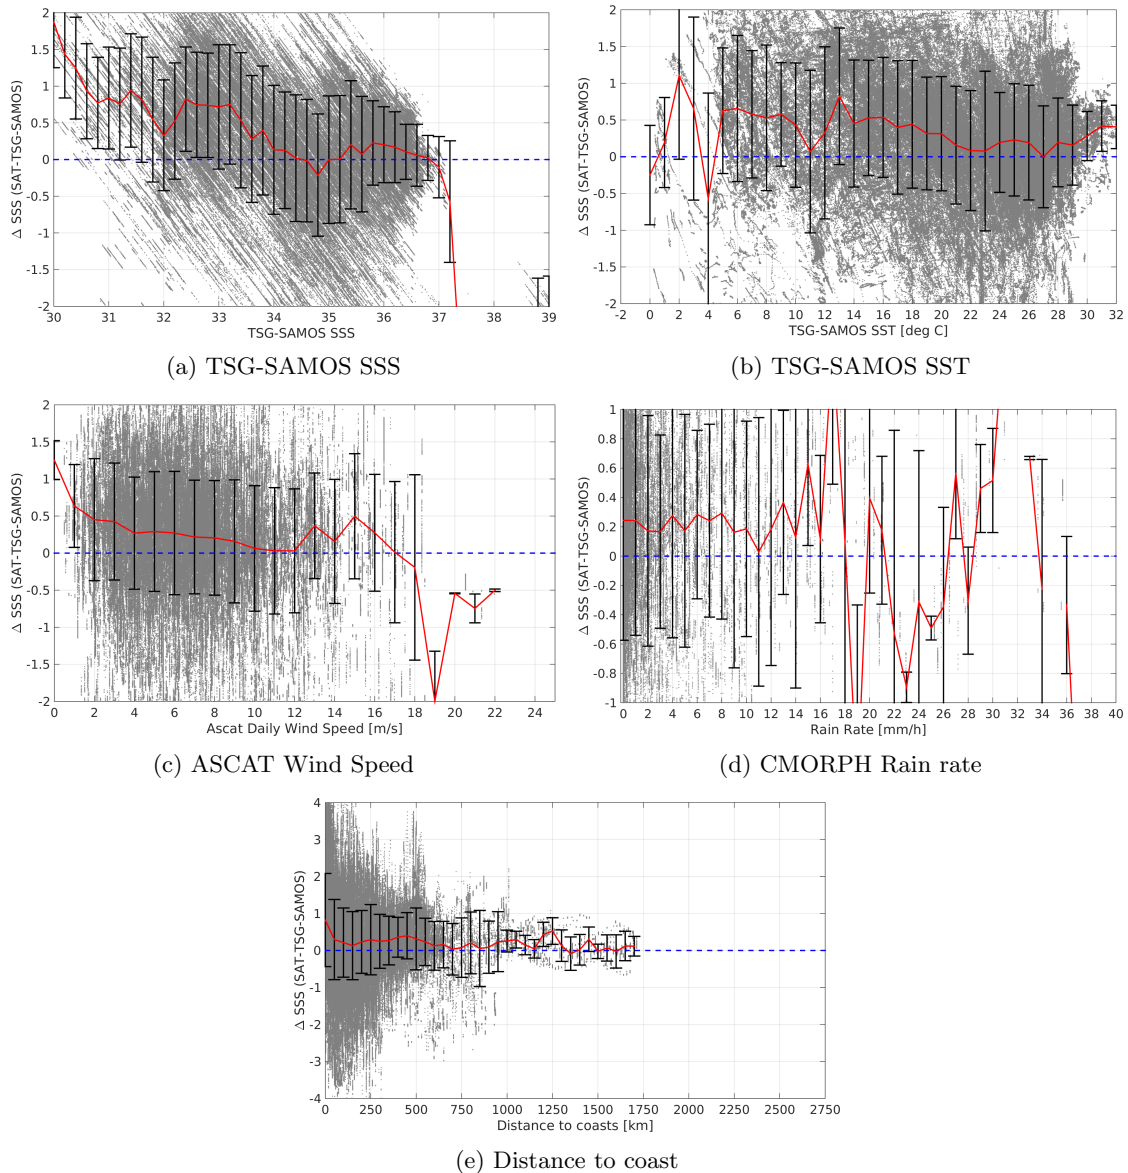 2
1.5
1
0.5
0
-0.5
-1
-1.5
-2
Δ SSS (SAT-TSG-SAMOS)
30 31 32 33 34 35 36 37 38 39
TSG-SAMOS SSS
(a) TSG-SAMOS SSS
2
1.5
1
0.5
0
-0.5
-1
-1.5
-2
Δ SSS (SAT-TSG-SAMOS)
-2 0 2 4 6 8 10 12 14 16 18 20 22 24 26 28 30 32
TSG-SAMOS SST [deg C]
(b) TSG-SAMOS SST
2
1.5
1
0.5
0
-0.5
-1
-1.5
-2
Δ SSS (SAT-TSG-SAMOS)
0 2 4 6 8 10 12 14 16 18 20 22 24
Ascat Daily Wind Speed [m/s]
(c) ASCAT Wind Speed
1
0.8
0.6
0.4
0.2
0
-0.2
-0.4
-0.6
-0.8
-1
Δ SSS (SAT-TSG-SAMOS)
0 2 4 6 8 10 12 14 16 18 20 22 24 26 28 30 32 34 36 38 40
Rain Rate [mm/h]
(d) CMORPH Rain rate
4
3
2
1
0
-1
-2
-3
-4
Δ SSS (SAT-TSG-SAMOS)
0 250 500 750 1000 1250 1500 1750 2000 2250 2500 2750
Distance to coasts [km]
(e) Distance to coast